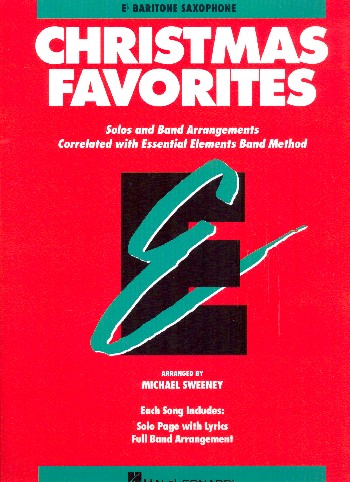 E♭ BARITONE SAXOPHONE
CHRISTMAS
FAVORITES
Solos and Band Arrangements
Correlated with Essential Elements Band Method
E
E
ARRANGED BY
MICHAEL SWEENEY
Each Song Includes:
Solo Page with Lyrics
Full Band Arrangement
HAL•LEONARD